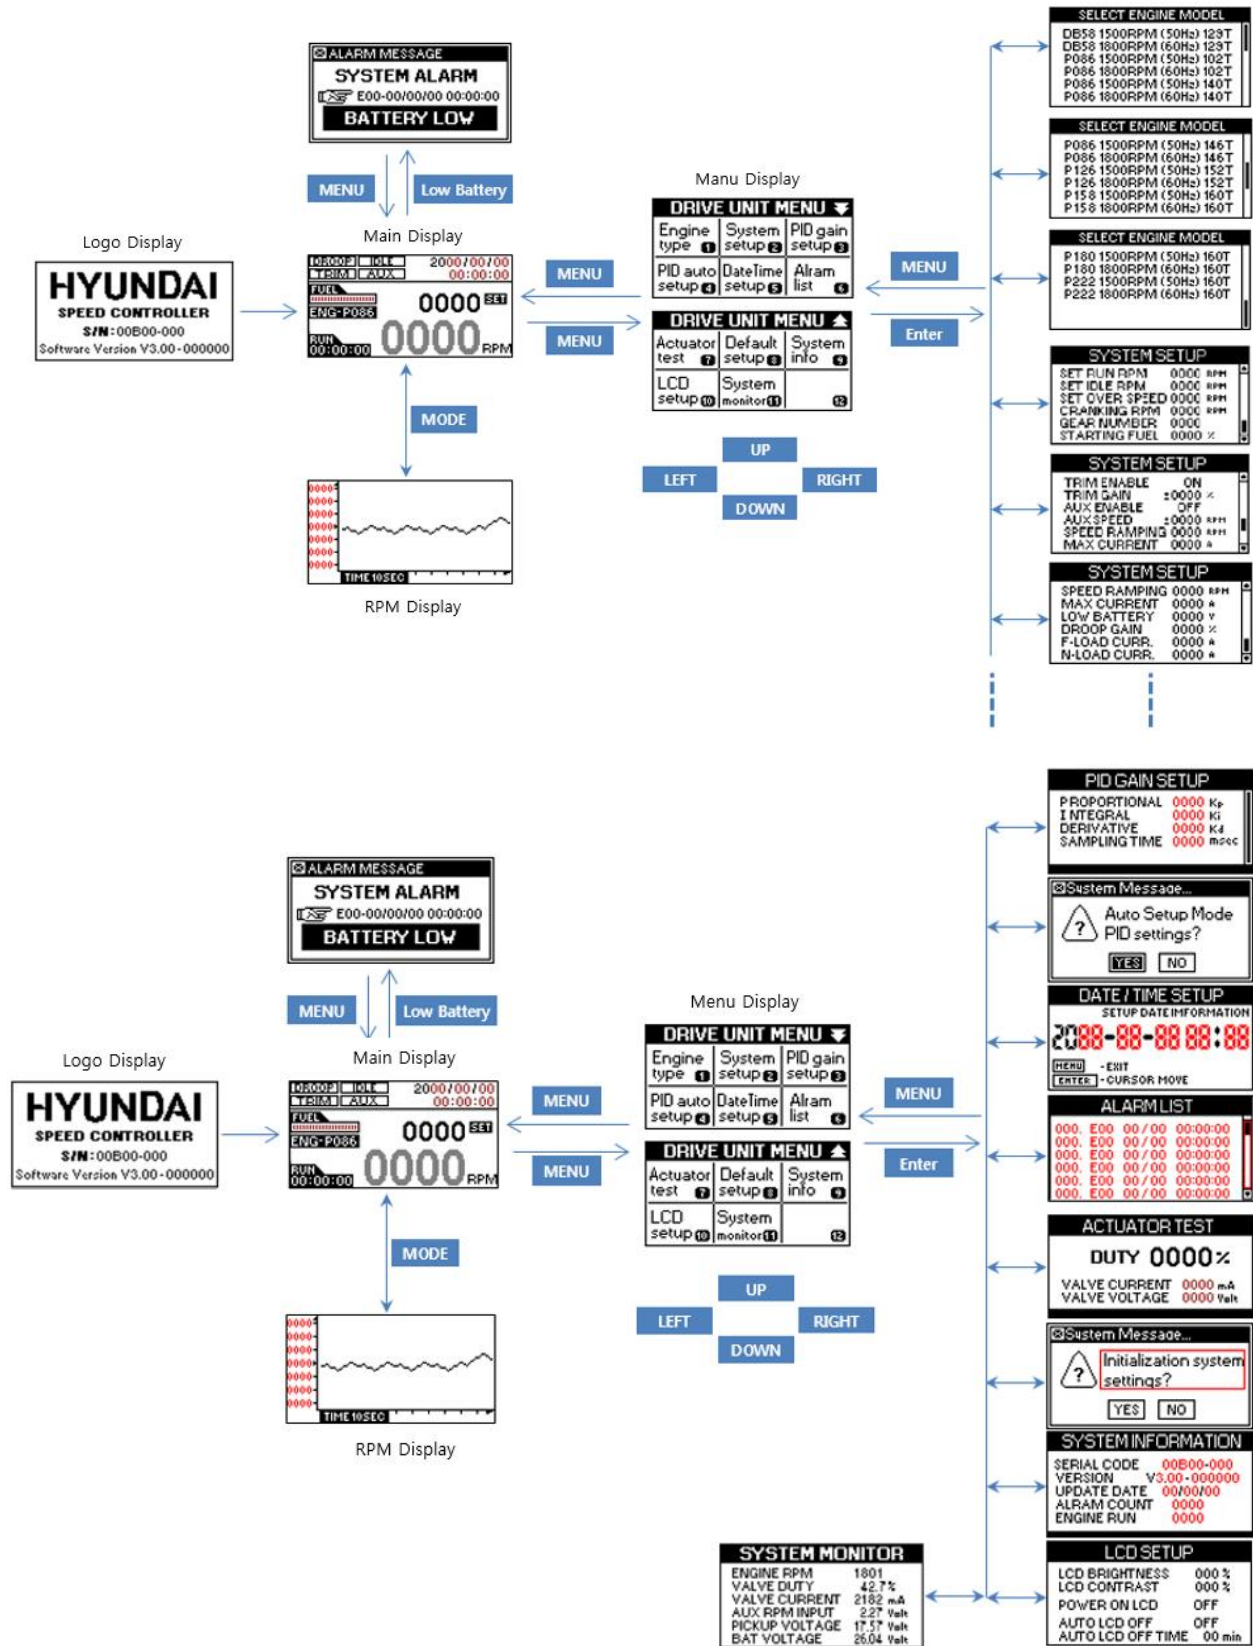 ALARM MESSAGE
SYSTEM ALARM
E00-00/00/00 00:00:00
BATTERY LOW
MENU
Low Battery
Logo Display
HYUNDAI
SPEED CONTROLLER
S/N:00B00-000
Software Version V3.00-000000
Main Display
DROOP IDLE 2000/00/00
TRIM AUX 00:00:00
FUEL
0000 SET
ENG-P086
RUN
00:00:00
0000 RPM
MODE
0000
0000
0000
0000
0000
0000
0000
TIME 10SEC
RPM Display
MENU
MENU
Manu Display
DRIVE UNIT MENU
Engine type 1
System setup 2
PID gain setup 3
PID auto setup 4
DateTime setup 5
Alram list 6
DRIVE UNIT MENU
Actuator test 7
Default setup 8
System info 9
LCD setup 10
System monitor 11
12
UP
LEFT
RIGHT
DOWN
MENU
Enter
SELECT ENGINE MODEL
DB58 1500RPM (50Hz) 129T
DB58 1800RPM (60Hz) 129T
P086 1500RPM (50Hz) 102T
P086 1800RPM (60Hz) 102T
P086 1500RPM (50Hz) 140T
P086 1800RPM (60Hz) 140T
SELECT ENGINE MODEL
P086 1500RPM (50Hz) 146T
P086 1800RPM (60Hz) 146T
P126 1500RPM (50Hz) 152T
P126 1800RPM (60Hz) 152T
P158 1500RPM (50Hz) 160T
P158 1800RPM (60Hz) 160T
SELECT ENGINE MODEL
P180 1500RPM (50Hz) 160T
P180 1800RPM (60Hz) 160T
P222 1500RPM (50Hz) 160T
P222 1800RPM (60Hz) 160T
SYSTEM SETUP
SET RUN RPM 0000 RPM
SET IDLE RPM 0000 RPM
SET OVER SPEED 0000 RPM
CRANKING RPM 0000 RPM
GEAR NUMBER 0000
STARTING FUEL 0000 %
SYSTEM SETUP
TRIM ENABLE ON
TRIM GAIN ±0000 %
AUX ENABLE OFF
AUX SPEED ±0000 RPM
SPEED RAMPING 0000 RPM
MAX CURRENT 0000 A
SYSTEM SETUP
SPEED RAMPING 0000 RPM
MAX CURRENT 0000 A
LOW BATTERY 0000 V
DROOP GAIN 0000 %
F-LOAD CURR. 0000 A
N-LOAD CURR. 0000 A
ALARM MESSAGE
SYSTEM ALARM
E00-00/00/00 00:00:00
BATTERY LOW
MENU
Low Battery
Logo Display
HYUNDAI
SPEED CONTROLLER
S/N:00B00-000
Software Version V3.00-000000
Main Display
DROOP IDLE 2000/00/00
TRIM AUX 00:00:00
FUEL
0000 SET
ENG-P086
RUN
00:00:00
0000 RPM
MODE
0000
0000
0000
0000
0000
0000
0000
TIME 10SEC
RPM Display
MENU
MENU
Menu Display
DRIVE UNIT MENU
Engine type 1
System setup 2
PID gain setup 3
PID auto setup 4
DateTime setup 5
Alram list 6
DRIVE UNIT MENU
Actuator test 7
Default setup 8
System info 9
LCD setup 10
System monitor 11
12
UP
LEFT
RIGHT
DOWN
MENU
Enter
PID GAIN SETUP
PROPORTIONAL 0000 Kp
INTEGRAL 0000 Ki
DERIVATIVE 0000 Kd
SAMPLING TIME 0000 msec
System Message...
? Auto Setup Mode
PID settings?
YES NO
DATE / TIME SETUP
SETUP DATE IMFORMATION
2088-88-88 88:88
MENU - EXIT
ENTER - CURSOR MOVE
ALARM LIST
000. E00 00/00 00:00:00
000. E00 00/00 00:00:00
000. E00 00/00 00:00:00
000. E00 00/00 00:00:00
000. E00 00/00 00:00:00
000. E00 00/00 00:00:00
ACTUATOR TEST
DUTY 0000%
VALVE CURRENT 0000 mA
VALVE VOLTAGE 0000 Volt
System Message...
? Initialization system
settings?
YES NO
SYSTEM INFORMATION
SERIAL CODE 00B00-000
VERSION V3.00-000000
UPDATE DATE 00/00/00
ALRAM COUNT 0000
ENGINE RUN 0000
LCD SETUP
LCD BRIGHTNESS 000 %
LCD CONTRAST 000 %
POWER ON LCD OFF
AUTO LCD OFF OFF
AUTO LCD OFF TIME 00 min
SYSTEM MONITOR
ENGINE RPM 1801
VALVE DUTY 42.7 %
VALVE CURRENT 2182 mA
AUX RPM INPUT 2.27 Volt
PICKUP VOLTAGE 17.57 Volt
BAT VOLTAGE 26.04 Volt